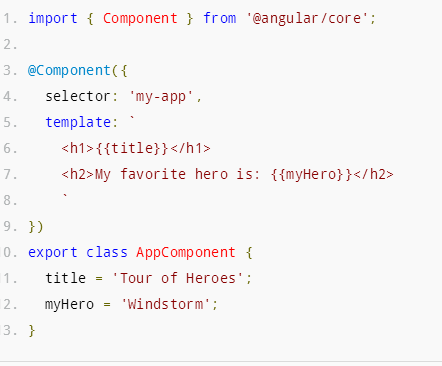 1. import { Component } from '@angular/core';
2.
3. @Component({
4.   selector: 'my-app',
5.   template: `
6.     <h1>{{title}}</h1>
7.     <h2>My favorite hero is: {{myHero}}</h2>
8.     `
9. })
0. export class AppComponent {
1.   title = 'Tour of Heroes';
2.   myHero = 'Windstorm';
3. }